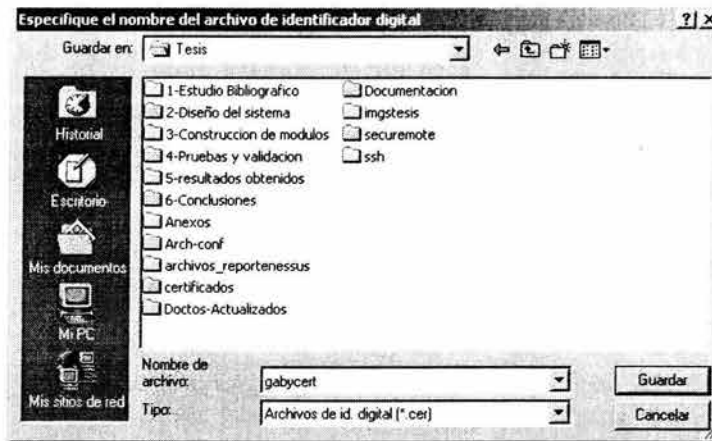 Especifique el nombre del archivo de identificador digital
Guardar en: Tesis
Historial
Escritorio
Mis documentos
Mi PC
Mis sitios de red
1-Estudio Bibliografico
2-Diseño del sistema
3-Construccion de modulos
4-Pruebas y validacion
5-resultados obtenidos
6-Conclusiones
Anexos
Arch-conf
archivos_reportenessus
certificados
Doctos-Actualizados
Documentacion
imgstesis
securemote
ssh
Nombre de
archivo: gabycert
Guardar
Tipo: Archivos de id. digital (*.cer)
Cancelar